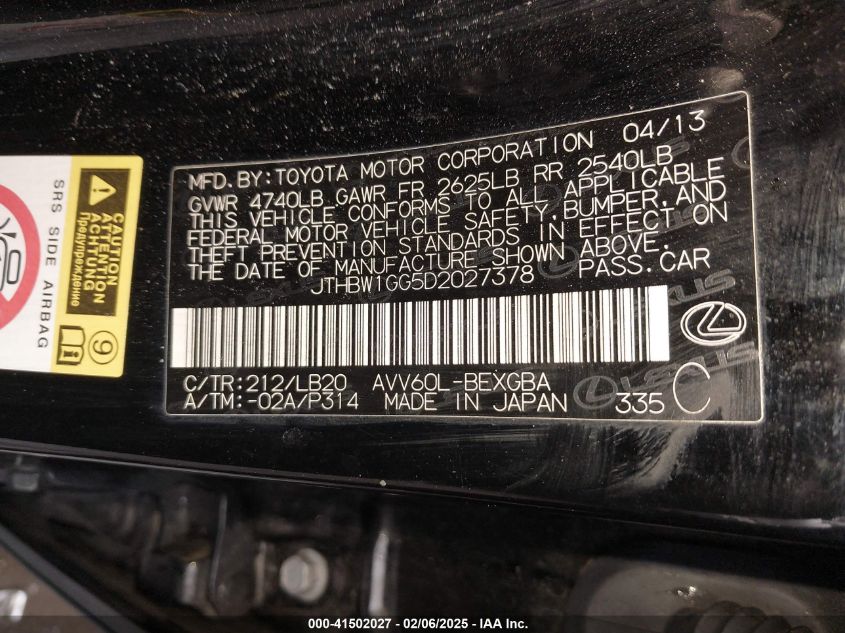 SRS SIDE AIRBAG
CAUTION
ATTENTION
ACHTUNG
Предупреждение
9
MFD.BY:TOYOTA MOTOR CORPORATION 04/13
GVWR 4740LB GAWR FR 2625LB RR 2540LB
THIS VEHICLE CONFORMS TO ALL APPLICABLE
FEDERAL MOTOR VEHICLE SAFETY,BUMPER,AND
THEFT PREVENTION STANDARDS IN EFFECT ON
THE DATE OF MANUFACTURE SHOWN ABOVE.
JTHBW1GG5D2027378 PASS.CAR
C/TR:212/LB20 AVV60L-BEXGBA
A/TM:-02A/P314 MADE IN JAPAN 335 C
000-41502027 - 02/06/2025 - IAA Inc.